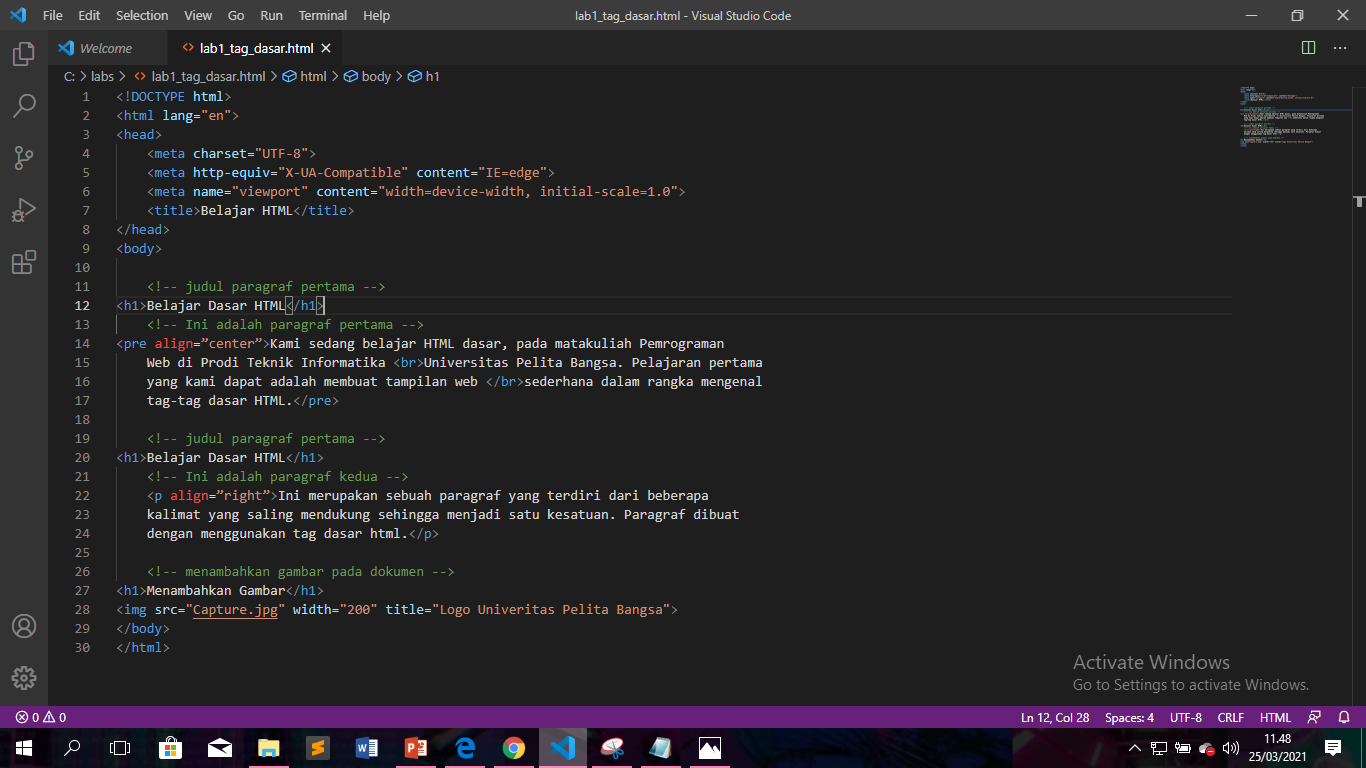 File Edit Selection View Go Run Terminal Help lab1_tag_dasar.html - Visual Studio Code
Welcome lab1_tag_dasar.html
C: > labs > lab1_tag_dasar.html > html > body > h1
1 <!DOCTYPE html>
2 <html lang="en">
3 <head>
4     <meta charset="UTF-8">
5     <meta http-equiv="X-UA-Compatible" content="IE=edge">
6     <meta name="viewport" content="width=device-width, initial-scale=1.0">
7     <title>Belajar HTML</title>
8 </head>
9 <body>
10
11     <!-- judul paragraf pertama -->
12 <h1>Belajar Dasar HTML</h1>
13     <!-- Ini adalah paragraf pertama -->
14 <pre align=”center”>Kami sedang belajar HTML dasar, pada matakuliah Pemrograman
15     Web di Prodi Teknik Informatika <br>Universitas Pelita Bangsa. Pelajaran pertama
16     yang kami dapat adalah membuat tampilan web </br>sederhana dalam rangka mengenal
17     tag-tag dasar HTML.</pre>
18
19     <!-- judul paragraf pertama -->
20 <h1>Belajar Dasar HTML</h1>
21     <!-- Ini adalah paragraf kedua -->
22     <p align=”right”>Ini merupakan sebuah paragraf yang terdiri dari beberapa
23     kalimat yang saling mendukung sehingga menjadi satu kesatuan. Paragraf dibuat
24     dengan menggunakan tag dasar html.</p>
25
26     <!-- menambahkan gambar pada dokumen -->
27 <h1>Menambahkan Gambar</h1>
28 <img src="Capture.jpg" width="200" title="Logo Univeritas Pelita Bangsa">
29 </body>
30 </html>
Activate Windows
Go to Settings to activate Windows.
0 0 Ln 12, Col 28 Spaces: 4 UTF-8 CRLF HTML
11.48
25/03/2021